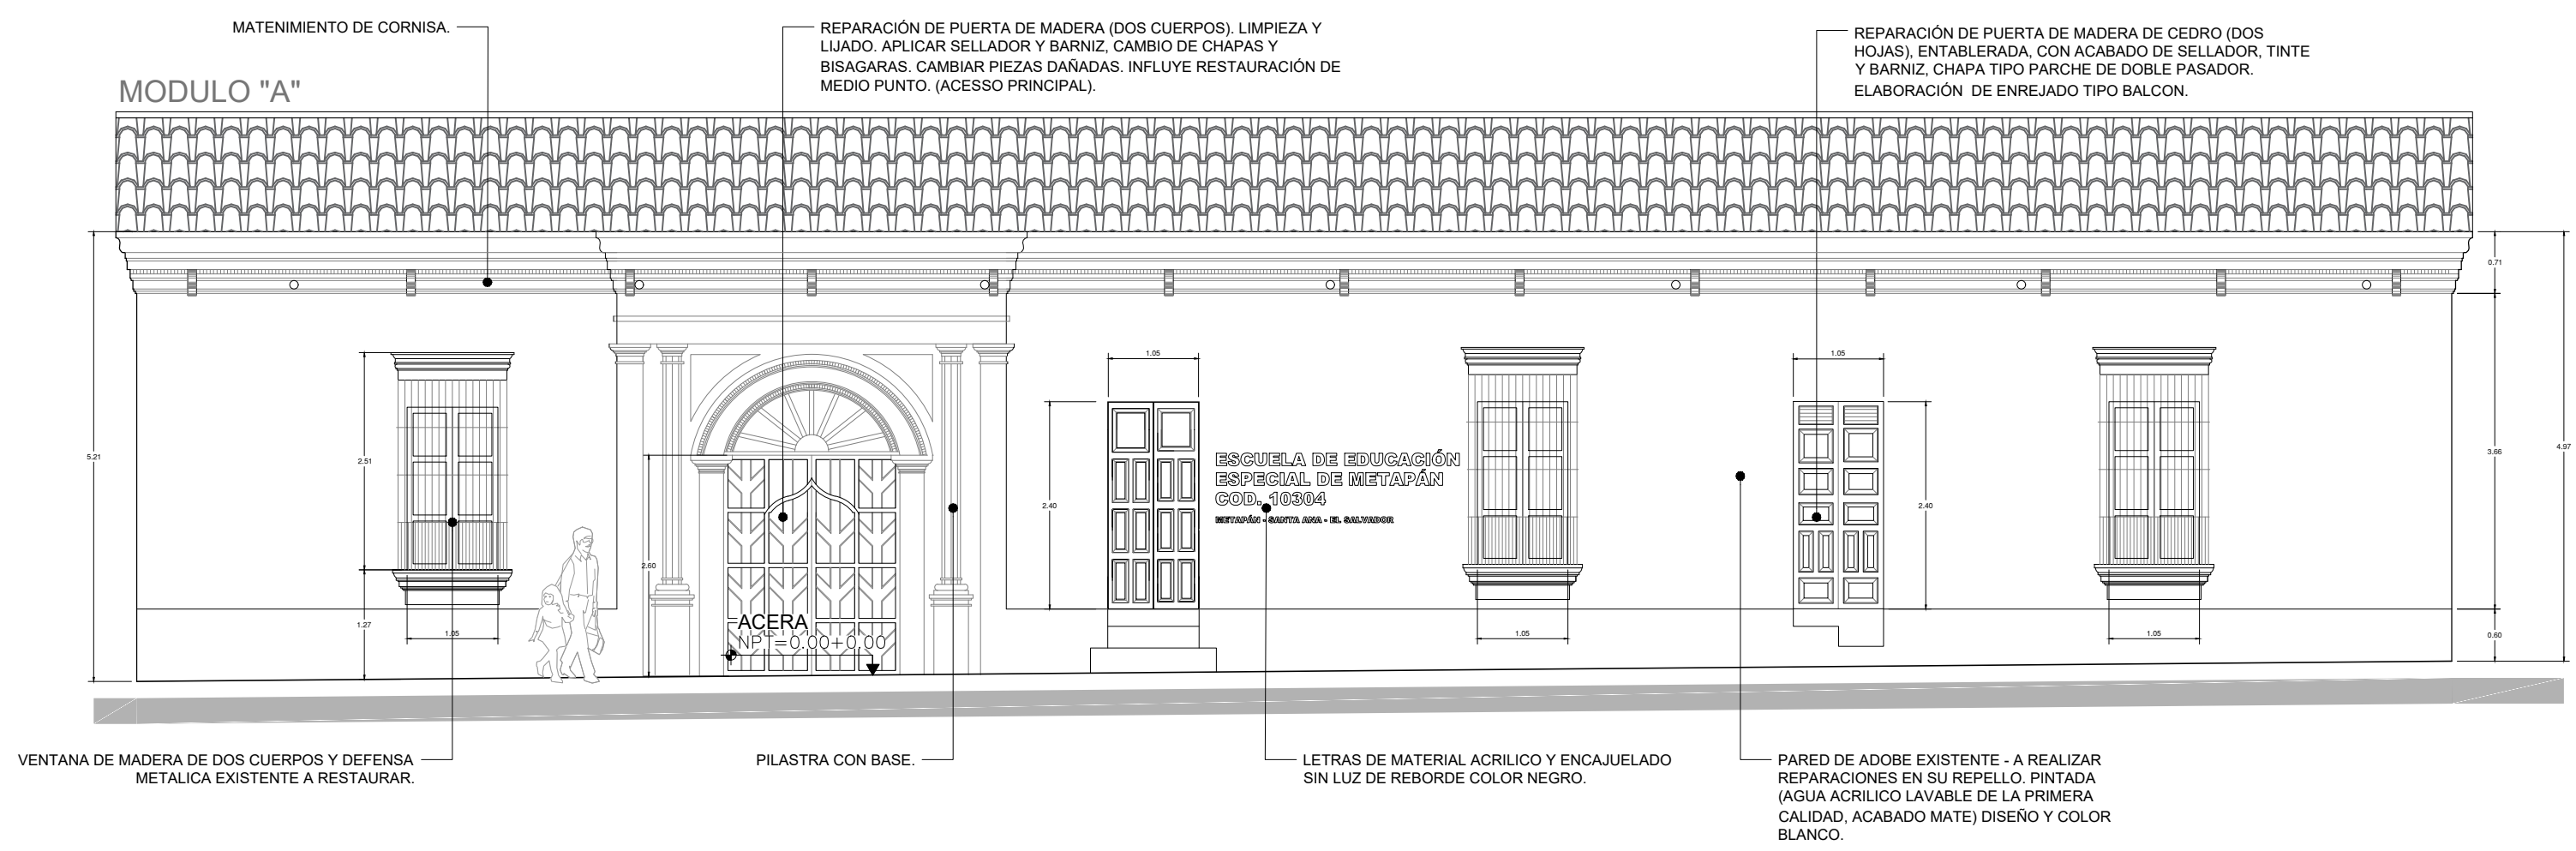 MATENIMIENTO DE CORNISA.
REPARACIÓN DE PUERTA DE MADERA (DOS CUERPOS). LIMPIEZA Y
LIJADO. APLICAR SELLADOR Y BARNIZ, CAMBIO DE CHAPAS Y
BISAGARAS. CAMBIAR PIEZAS DAÑADAS. INFLUYE RESTAURACIÓN DE
MEDIO PUNTO. (ACESSO PRINCIPAL).
REPARACIÓN DE PUERTA DE MADERA DE CEDRO (DOS
HOJAS), ENTABLERADA, CON ACABADO DE SELLADOR, TINTE
Y BARNIZ, CHAPA TIPO PARCHE DE DOBLE PASADOR.
ELABORACIÓN DE ENREJADO TIPO BALCON.
MODULO "A"
0.71
1.05
1.05
5.21
2.51
2.60
2.40
ESCUELA DE EDUCACIÓN
ESPECIAL DE METAPÁN
COD. 10304
METAPÁN - SANTA ANA - EL SALVADOR
2.40
3.66
4.97
1.27
1.05
ACERA
NPT=0.00+0.00
1.05
1.05
0.60
VENTANA DE MADERA DE DOS CUERPOS Y DEFENSA
METALICA EXISTENTE A RESTAURAR.
PILASTRA CON BASE.
LETRAS DE MATERIAL ACRILICO Y ENCAJUELADO
SIN LUZ DE REBORDE COLOR NEGRO.
PARED DE ADOBE EXISTENTE - A REALIZAR
REPARACIONES EN SU REPELLO. PINTADA
(AGUA ACRILICO LAVABLE DE LA PRIMERA
CALIDAD, ACABADO MATE) DISEÑO Y COLOR
BLANCO.